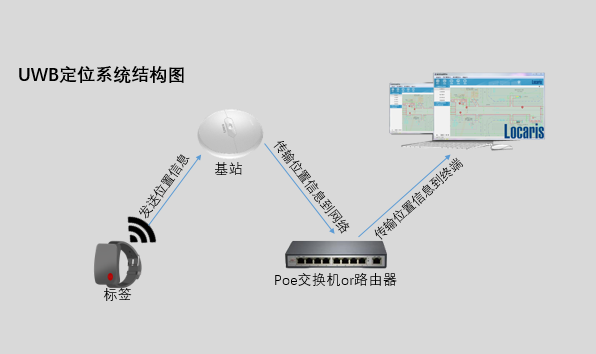 UWB定位系统结构图
Locaris
基站
发送位置信息
传输位置信息到网络
传输位置信息到终端
Poe交换机or路由器
标签